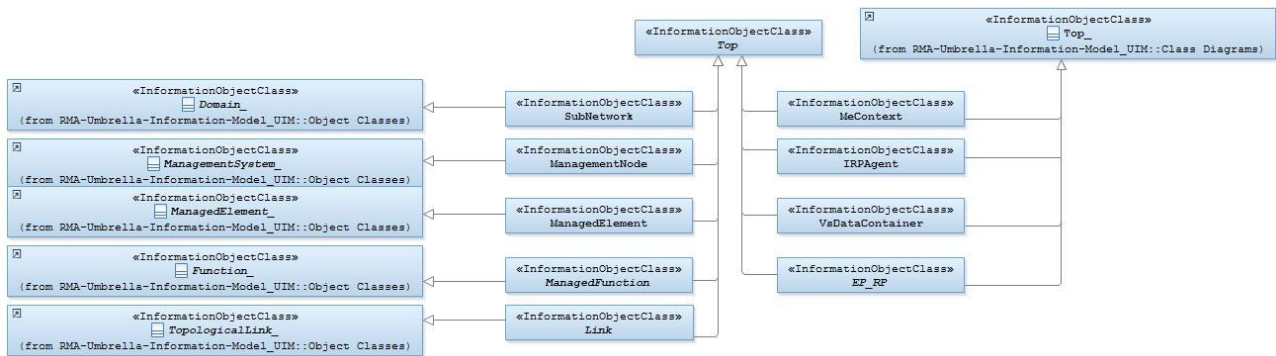 «InformationObjectClass»
Top
«InformationObjectClass»
Top_
(from RMA-Umbrella-Information-Model_UIM::Class Diagrams)
«InformationObjectClass»
Domain_
(from RMA-Umbrella-Information-Model_UIM::Object Classes)
«InformationObjectClass»
SubNetwork
«InformationObjectClass»
MeContext
«InformationObjectClass»
ManagementSystem_
(from RMA-Umbrella-Information-Model_UIM::Object Classes)
«InformationObjectClass»
ManagementNode
«InformationObjectClass»
IRPAgent
«InformationObjectClass»
ManagedElement_
(from RMA-Umbrella-Information-Model_UIM::Object Classes)
«InformationObjectClass»
ManagedElement
«InformationObjectClass»
VsDataContainer
«InformationObjectClass»
Function_
(from RMA-Umbrella-Information-Model_UIM::Object Classes)
«InformationObjectClass»
ManagedFunction
«InformationObjectClass»
EP_RP
«InformationObjectClass»
TopologicalLink_
(from RMA-Umbrella-Information-Model_UIM::Object Classes)
«InformationObjectClass»
Link